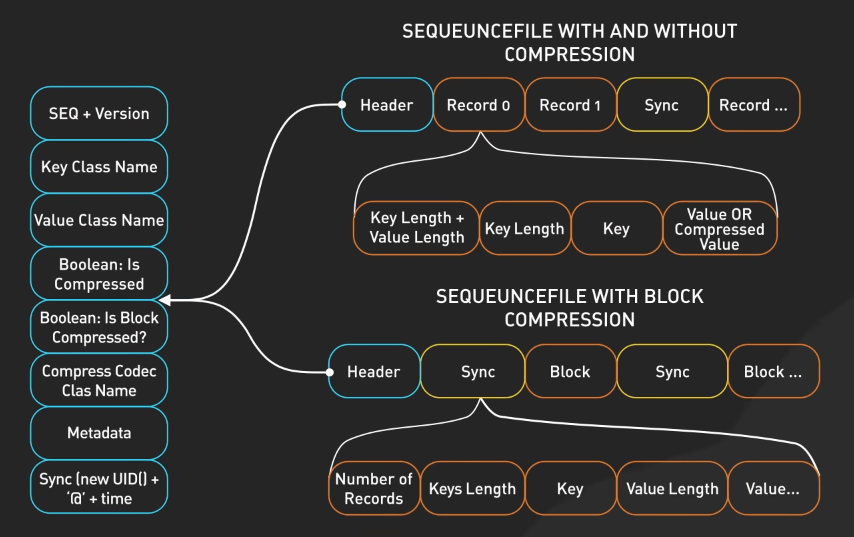 SEQEUNCEFILE WITH AND WITHOUT
COMPRESSION
SEQ + Version
Key Class Name
Value Class Name
Boolean: Is
Compressed
Boolean: Is Block
Compressed?
Compress Codec
Clas Name
Metadata
Sync (new UID() +
‘@’ + time
Header
Record 0
Record 1
Sync
Record ...
Key Length +
Value Length
Key Length
Key
Value OR
Compressed
Value
SEQEUNCEFILE WITH BLOCK
COMPRESSION
Header
Sync
Block
Sync
Block ...
Number of
Records
Keys Length
Key
Value Length
Value...